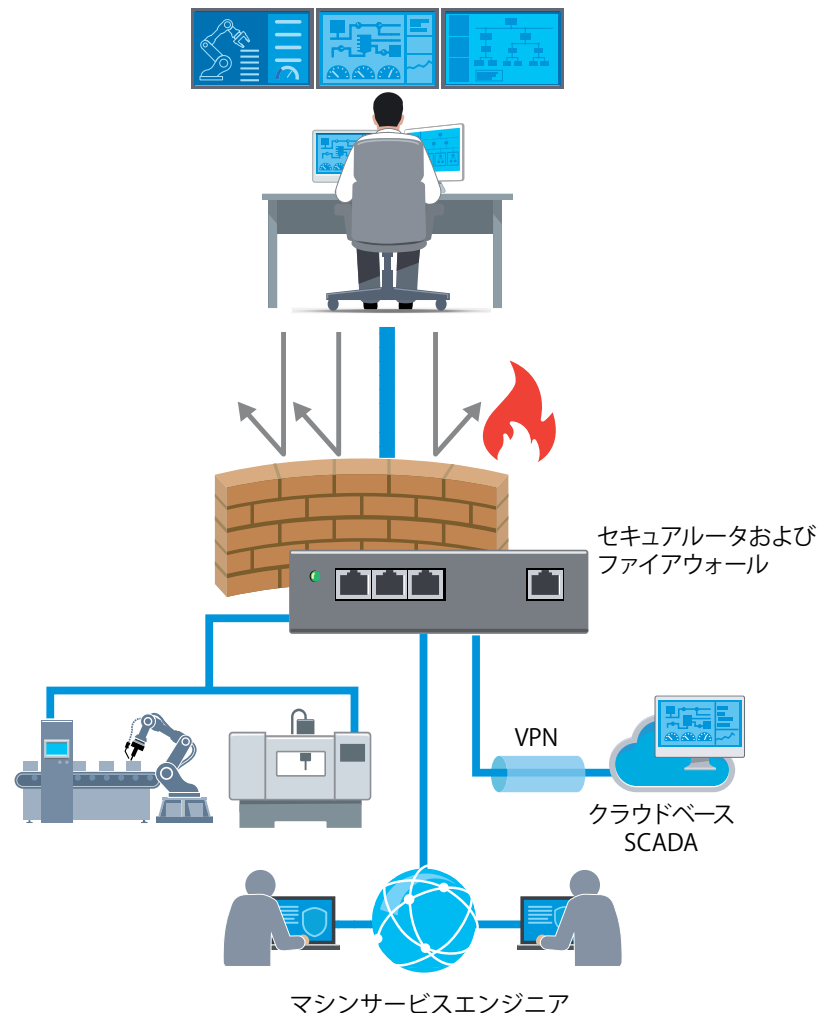 セキュアルータおよび
ファイアウォール
VPN
クラウドベース
SCADA
マシンサービスエンジニア